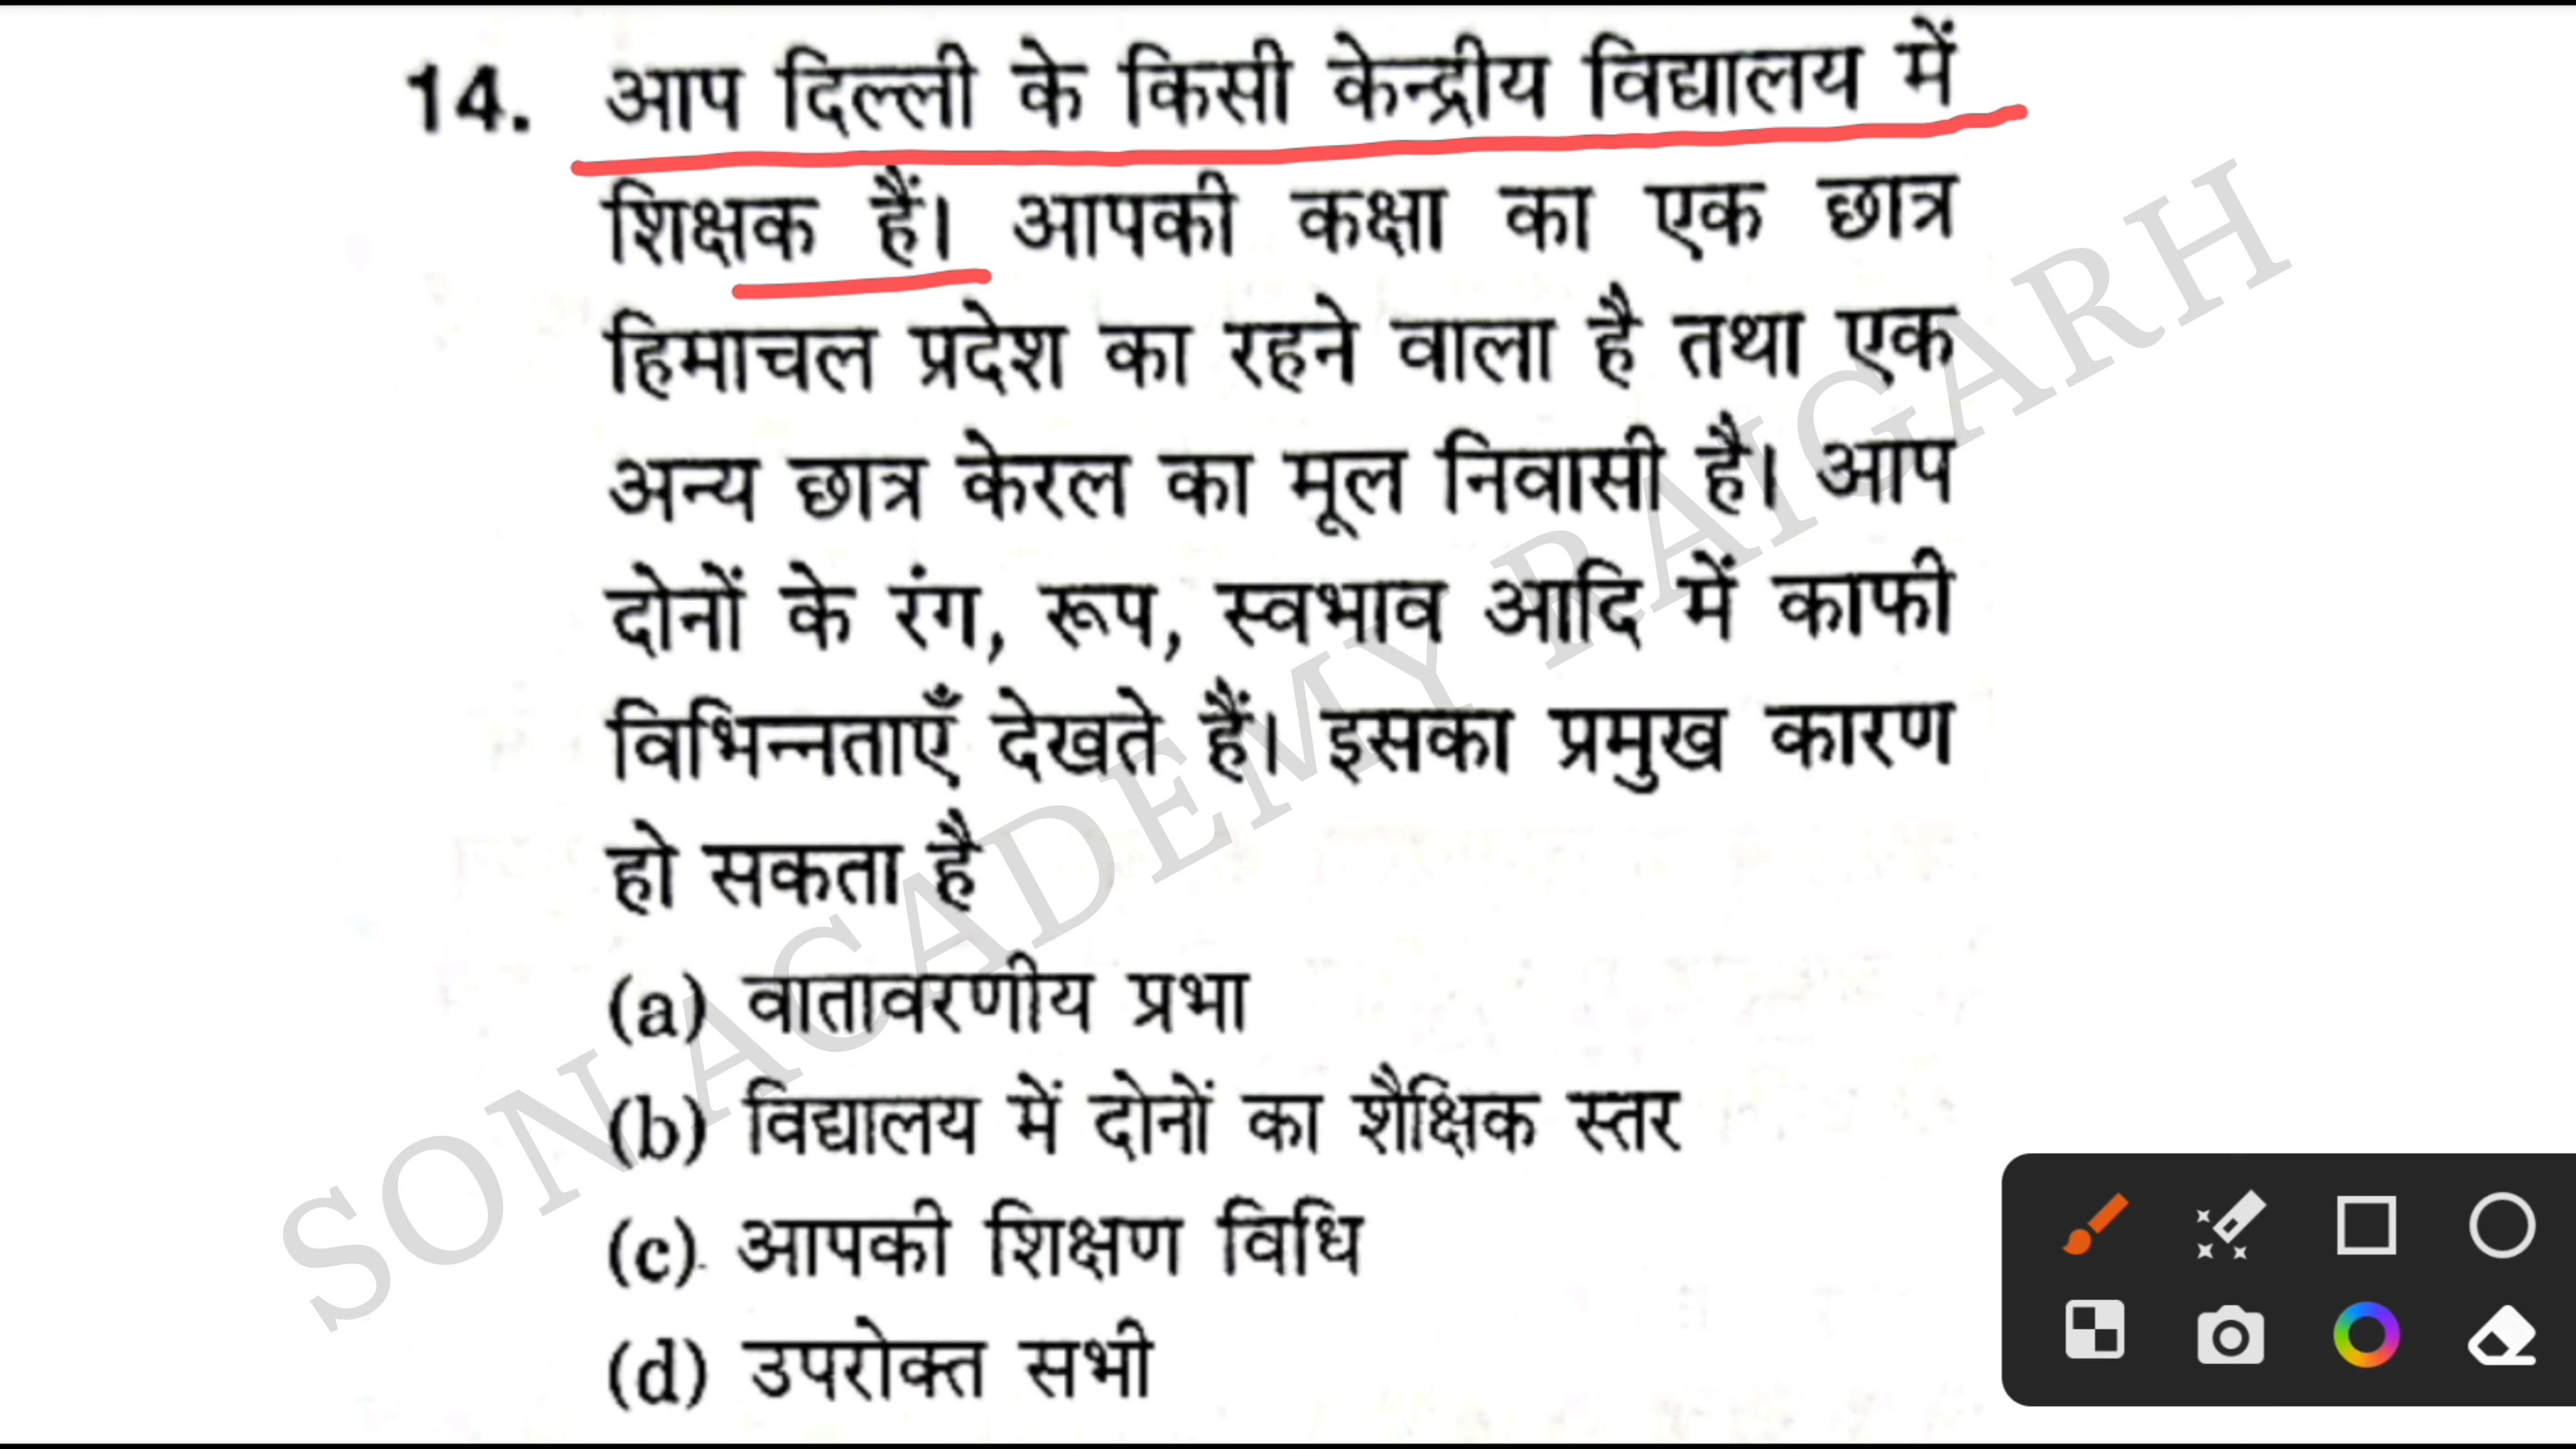 14. आप दिल्ली के किसी केन्द्रीय विद्यालय में
शिक्षक हैं। आपकी कक्षा का एक छात्र
हिमाचल प्रदेश का रहने वाला है तथा एक
अन्य छात्र केरल का मूल निवासी है। आप
दोनों के रंग, रूप, स्वभाव आदि में काफी
विभिन्नताएँ देखते हैं। इसका प्रमुख कारण
हो सकता है
(a) वातावरणीय प्रभा
(b) विद्यालय में दोनों का शैक्षिक स्तर
(c) आपकी शिक्षण विधि
(d) उपरोक्त सभी
SON ACADEMY RAIGARH